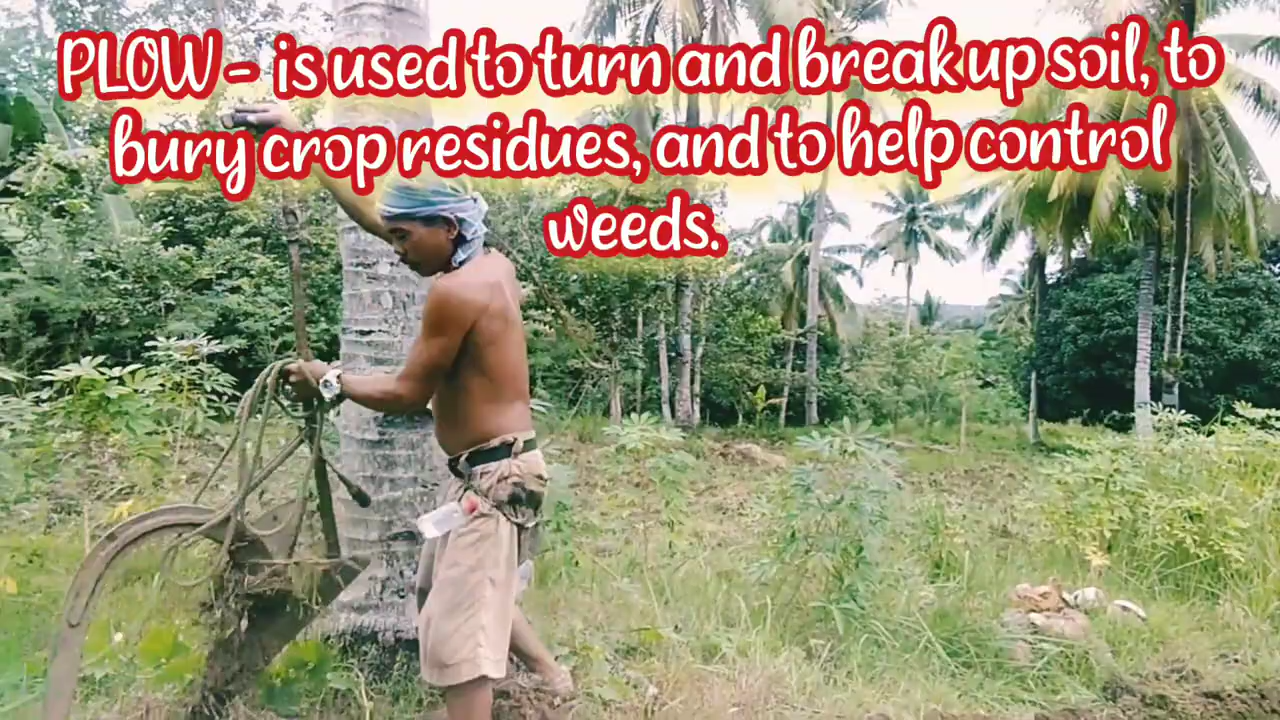 PLOW - is used to turn and break up soil, to
bury crop residues, and to help control
weeds.